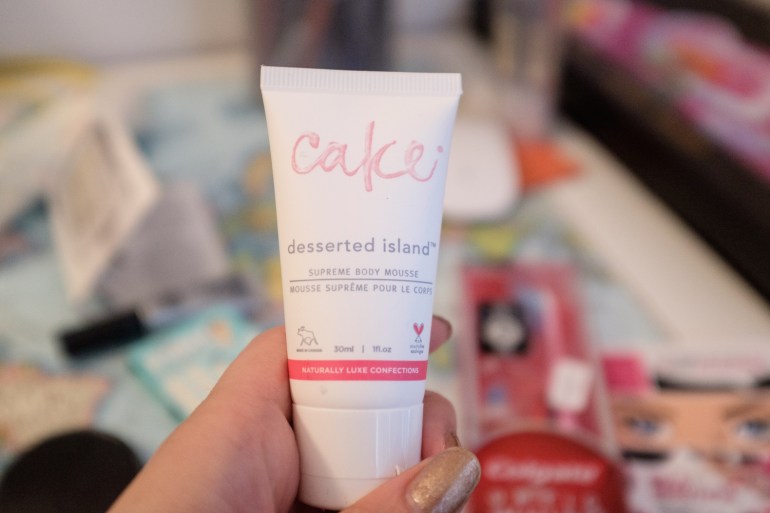 cake
desserted island™
SUPREME BODY MOUSSE
MOUSSE SUPRÊME POUR LE CORPS
30ml | 1fl.oz
NATURALLY LUXE CONFECTIONS
Colgate